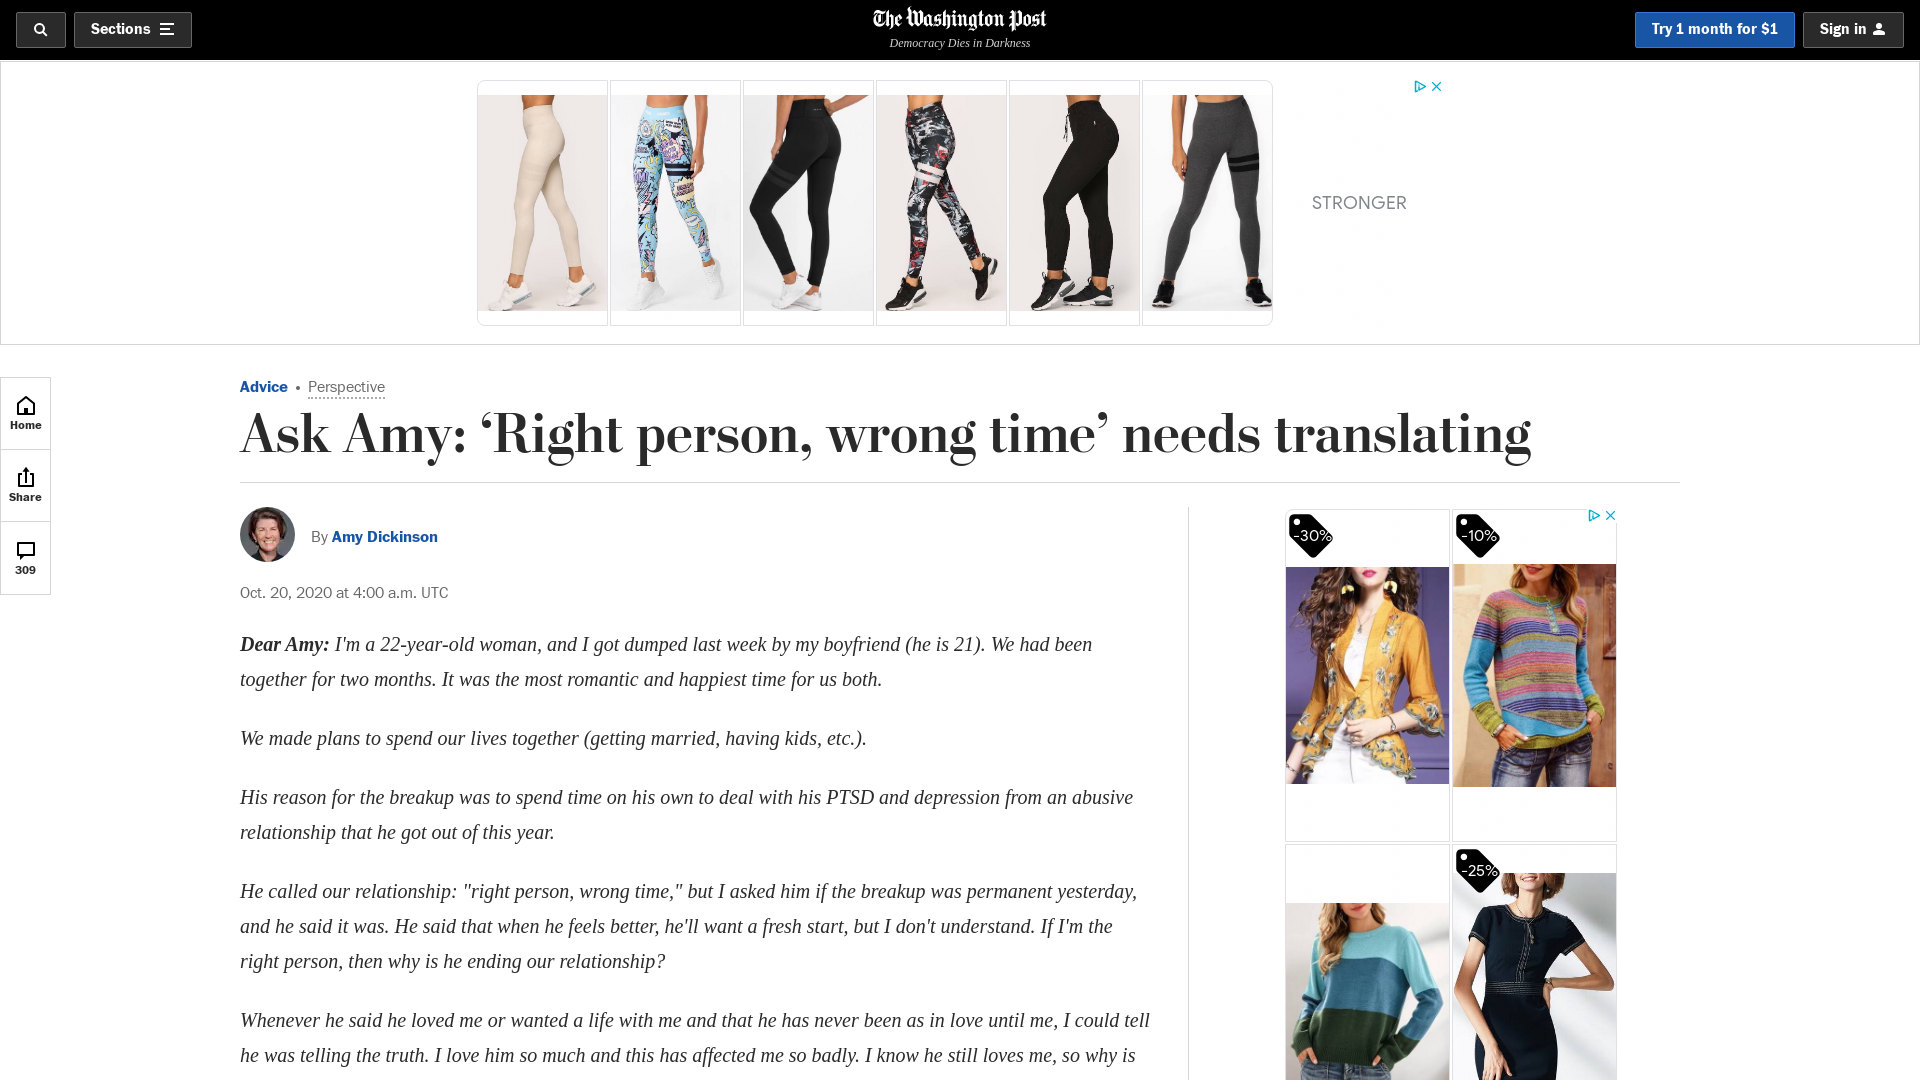 Sections
The Washington Post
Democracy Dies in Darkness
Try 1 month for $1
Sign in
STRONGER
Home
Share
309
Advice • Perspective
Ask Amy: ‘Right person, wrong time’ needs translating
By Amy Dickinson
Oct. 20, 2020 at 4:00 a.m. UTC
Dear Amy: I'm a 22-year-old woman, and I got dumped last week by my boyfriend (he is 21). We had been
together for two months. It was the most romantic and happiest time for us both.
We made plans to spend our lives together (getting married, having kids, etc.).
His reason for the breakup was to spend time on his own to deal with his PTSD and depression from an abusive
relationship that he got out of this year.
He called our relationship: "right person, wrong time," but I asked him if the breakup was permanent yesterday,
and he said it was. He said that when he feels better, he'll want a fresh start, but I don't understand. If I'm the
right person, then why is he ending our relationship?
Whenever he said he loved me or wanted a life with me and that he has never been as in love until me, I could tell
he was telling the truth. I love him so much and this has affected me so badly. I know he still loves me, so why is
-30%
-10%
-25%